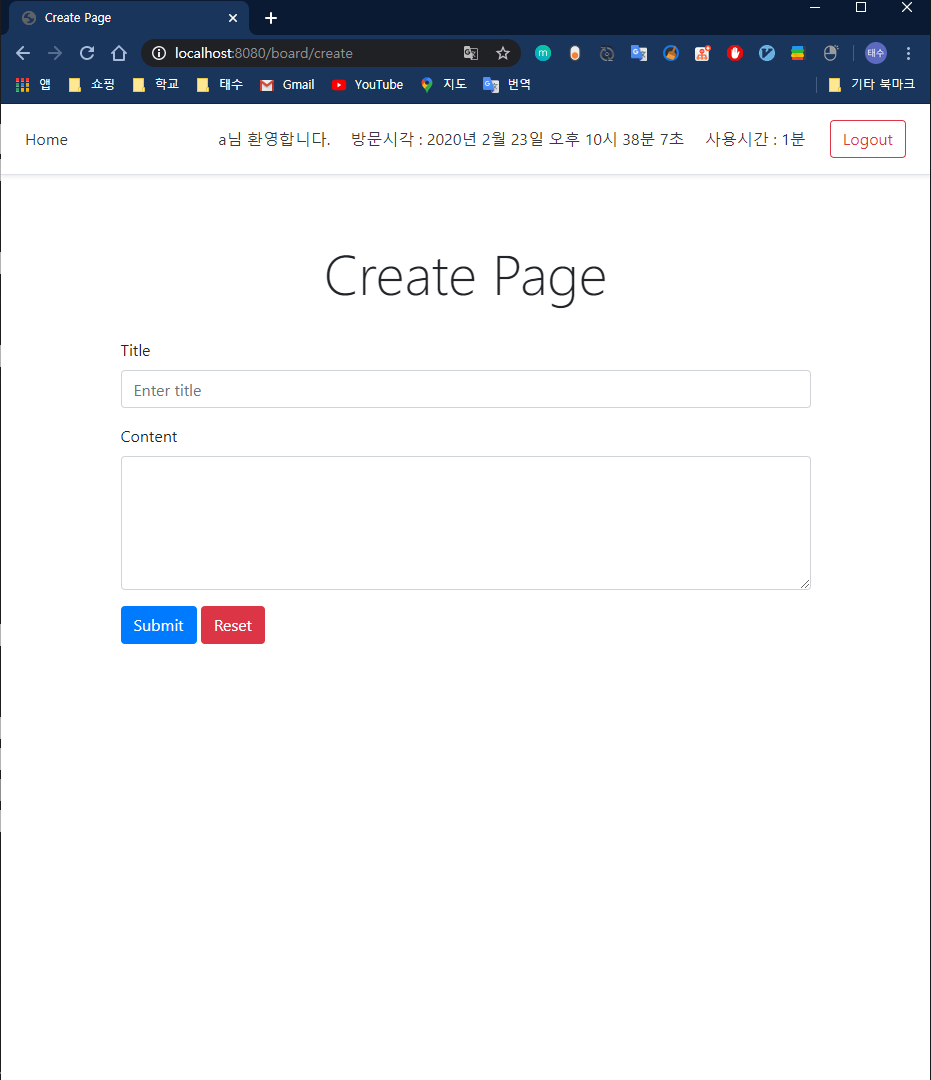 Create Page
localhost:8080/board/create
m
태수
앱 쇼핑 학교 태수 Gmail YouTube 지도 번역 기타 북마크
Home a님 환영합니다. 방문시각 : 2020년 2월 23일 오후 10시 38분 7초 사용시간 : 1분 Logout
Create Page
Title
Enter title
Content
Submit Reset